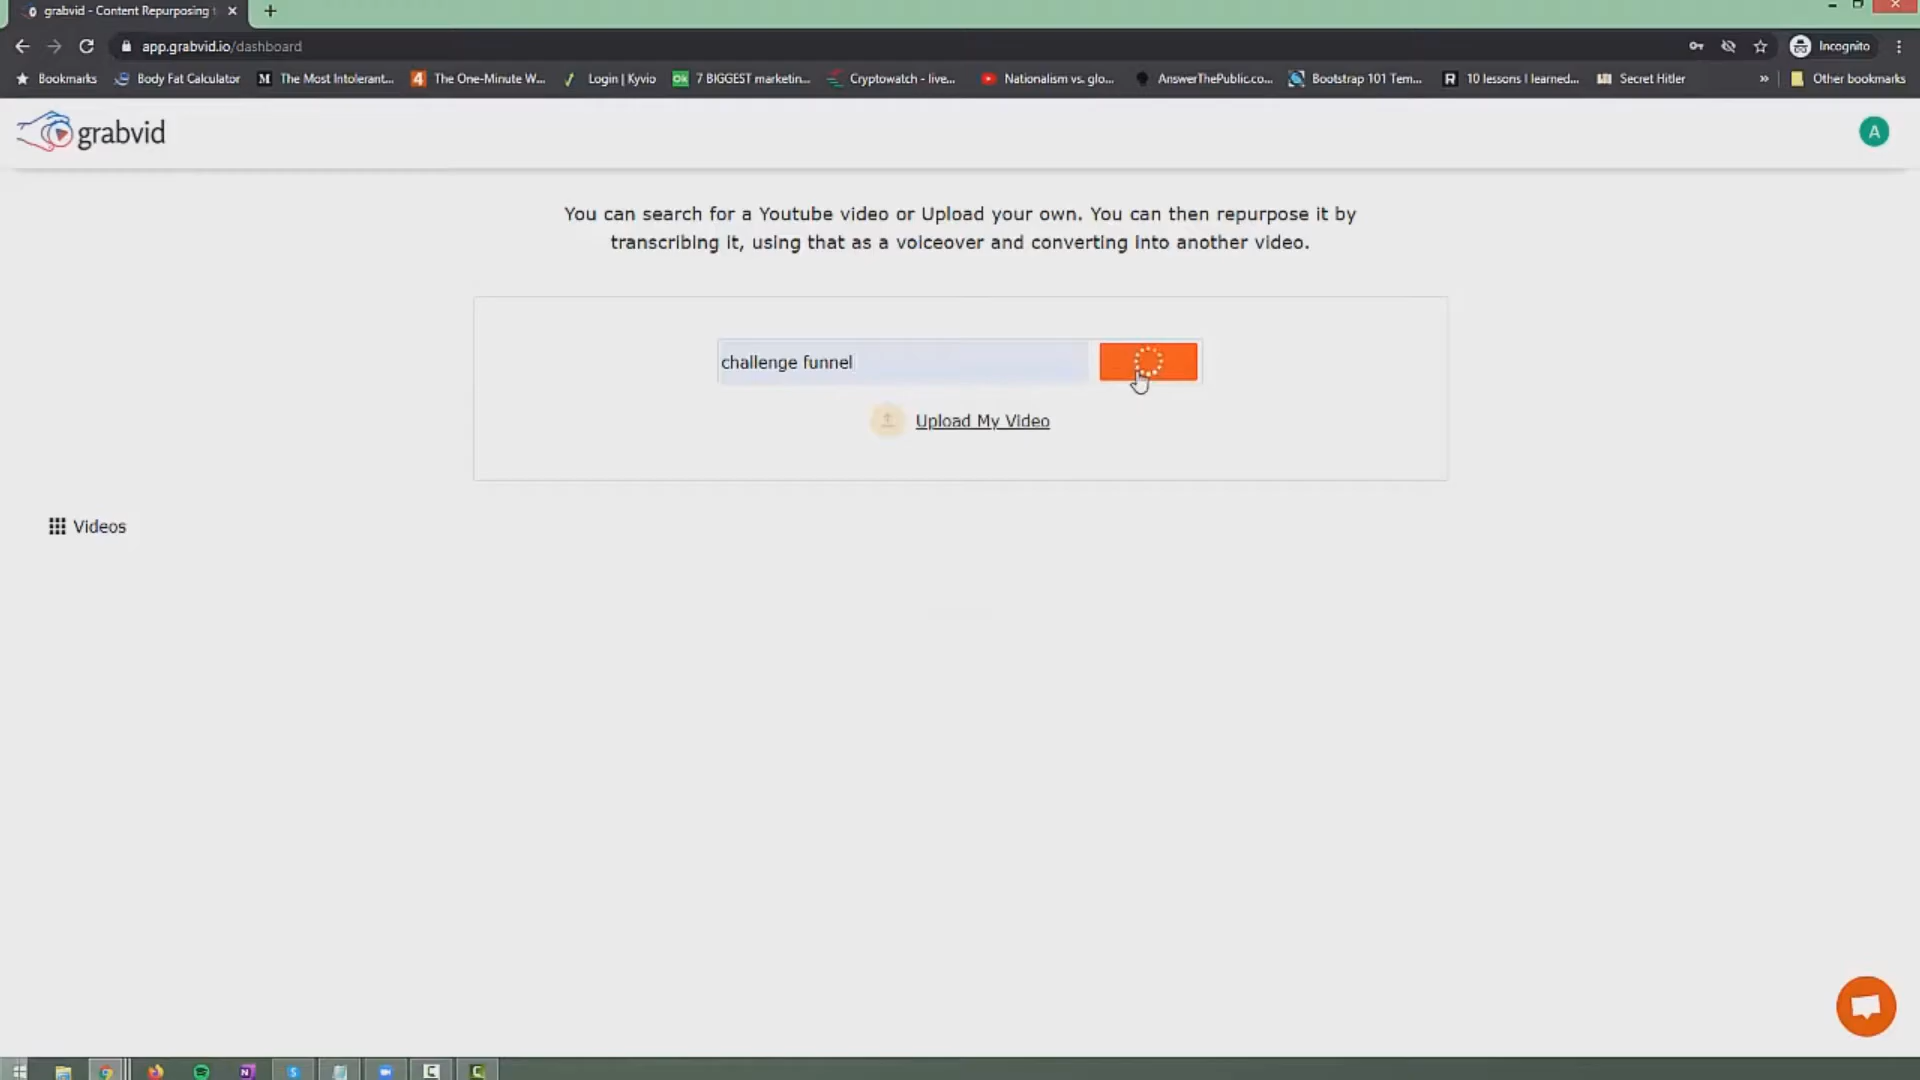 grabvid - Content Repurposing
app.grabvid.io/dashboard
Incognito
Bookmarks
Body Fat Calculator
M The Most Intolerant...
4 The One-Minute W...
Login | Kyvio
Ok 7 BIGGEST marketin...
Cryptowatch - live...
Nationalism vs. glo...
AnswerThePublic.co...
Bootstrap 101 Tem...
R 10 lessons I learned...
Secret Hitler
»
Other bookmarks
grabvid
A
You can search for a Youtube video or Upload your own. You can then repurpose it by
transcribing it, using that as a voiceover and converting into another video.
challenge funnel
Upload My Video
Videos